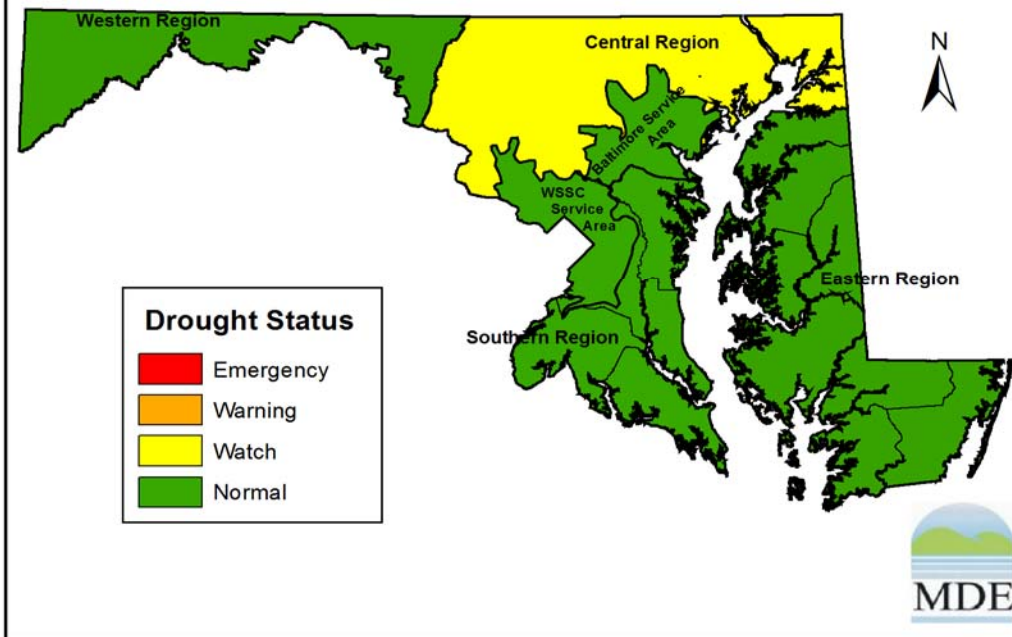 Western Region
Central Region
N
Baltimore Service
Area
WSSC
Service
Area
Eastern Region
Southern Region
Drought Status
Emergency
Warning
Watch
Normal
MDE